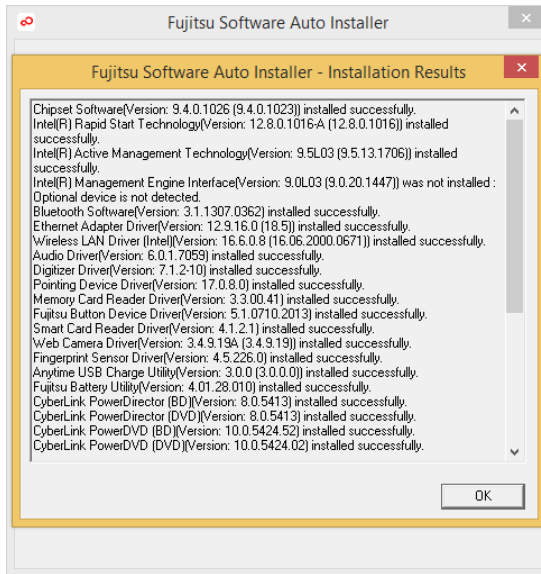 Fujitsu Software Auto Installer
Fujitsu Software Auto Installer - Installation Results
Chipset Software(Version: 9.4.0.1026 (9.4.0.1023)) installed successfully.
Intel(R) Rapid Start Technology(Version: 12.8.0.1016-A (12.8.0.1016)) installed
successfully.
Intel(R) Active Management Technology(Version: 9.5L03 (9.5.13.1706)) installed
successfully.
Intel(R) Management Engine Interface(Version: 9.0L03 (9.0.20.1447)) was not installed :
Optional device is not detected.
Bluetooth Software(Version: 3.1.1307.0362) installed successfully.
Ethernet Adapter Driver(Version: 12.9.16.0 (18.5)) installed successfully.
Wireless LAN Driver (Intel)(Version: 16.6.0.8 (16.06.2000.0671)) installed successfully.
Audio Driver(Version: 6.0.1.7059) installed successfully.
Digitizer Driver(Version: 7.1.2-10) installed successfully.
Pointing Device Driver(Version: 17.0.8.0) installed successfully.
Memory Card Reader Driver(Version: 3.3.00.41) installed successfully.
Fujitsu Button Device Driver(Version: 5.1.0710.2013) installed successfully.
Smart Card Reader Driver(Version: 4.1.2.1) installed successfully.
Web Camera Driver(Version: 3.4.9.19A (3.4.9.19)) installed successfully.
Fingerprint Sensor Driver(Version: 4.5.226.0) installed successfully.
Anytime USB Charge Utility(Version: 3.0.0 (3.0.0.0)) installed successfully.
Fujitsu Battery Utility(Version: 4.01.28.010) installed successfully.
CyberLink PowerDirector (BD)(Version: 8.0.5413) installed successfully.
CyberLink PowerDirector (DVD)(Version: 8.0.5413) installed successfully.
CyberLink PowerDVD (BD)(Version: 10.0.5424.52) installed successfully.
CyberLink PowerDVD (DVD)(Version: 10.0.5424.02) installed successfully.
OK